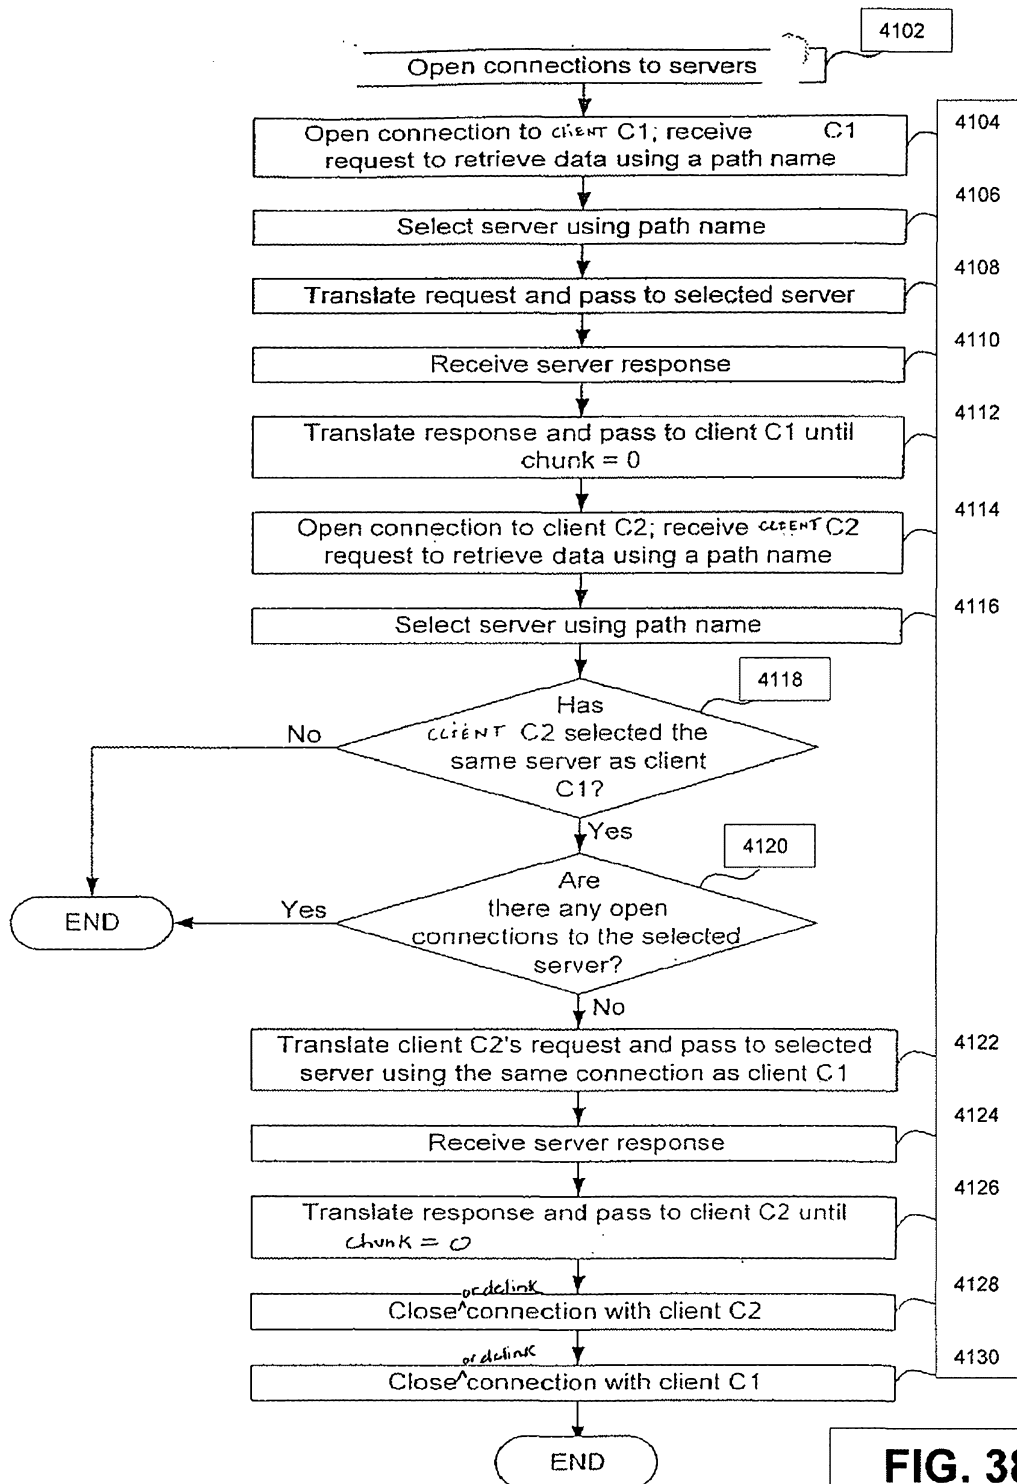 4102
Open connections to servers
Open connection to CLIENT C1; receive C1
request to retrieve data using a path name
4104
Select server using path name
4106
Translate request and pass to selected server
4108
Receive server response
4110
Translate response and pass to client C1 until
chunk = 0
4112
Open connection to client C2; receive CLIENT C2
request to retrieve data using a path name
4114
Select server using path name
4116
Has
CLIENT C2 selected the
same server as client
C1?
4118
No
Yes
Are
there any open
connections to the selected
server?
4120
Yes
END
No
Translate client C2's request and pass to selected
server using the same connection as client C1
4122
Receive server response
4124
Translate response and pass to client C2 until
chunk = 0
4126
or delink
Close ^ connection with client C2
4128
or delink
Close ^ connection with client C1
4130
END
FIG. 38